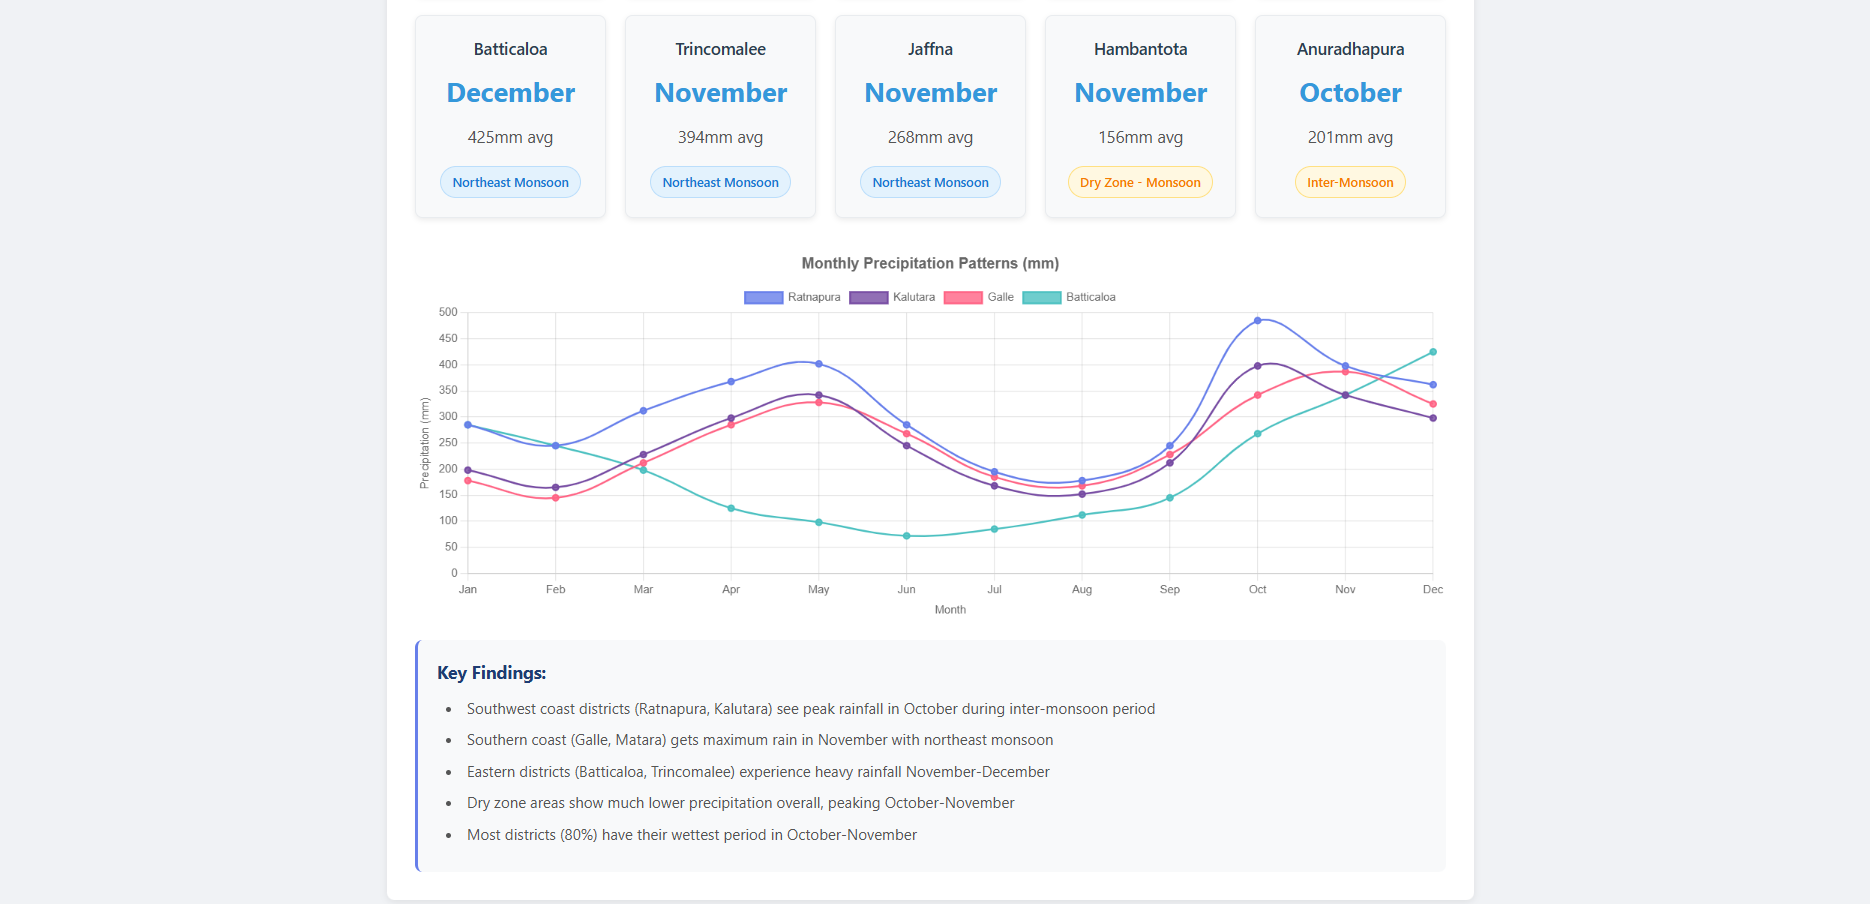 Batticaloa
December
425mm avg
Northeast Monsoon
Trincomalee
November
394mm avg
Northeast Monsoon
Jaffna
November
268mm avg
Northeast Monsoon
Hambantota
November
156mm avg
Dry Zone - Monsoon
Anuradhapura
October
201mm avg
Inter-Monsoon
Monthly Precipitation Patterns (mm)
Ratnapura
Kalutara
Galle
Batticaloa
Precipitation (mm)
500
450
400
350
300
250
200
150
100
50
0
Jan
Feb
Mar
Apr
May
Jun
Jul
Aug
Sep
Oct
Nov
Dec
Month
Key Findings:
• Southwest coast districts (Ratnapura, Kalutara) see peak rainfall in October during inter-monsoon period
• Southern coast (Galle, Matara) gets maximum rain in November with northeast monsoon
• Eastern districts (Batticaloa, Trincomalee) experience heavy rainfall November-December
• Dry zone areas show much lower precipitation overall, peaking October-November
• Most districts (80%) have their wettest period in October-November